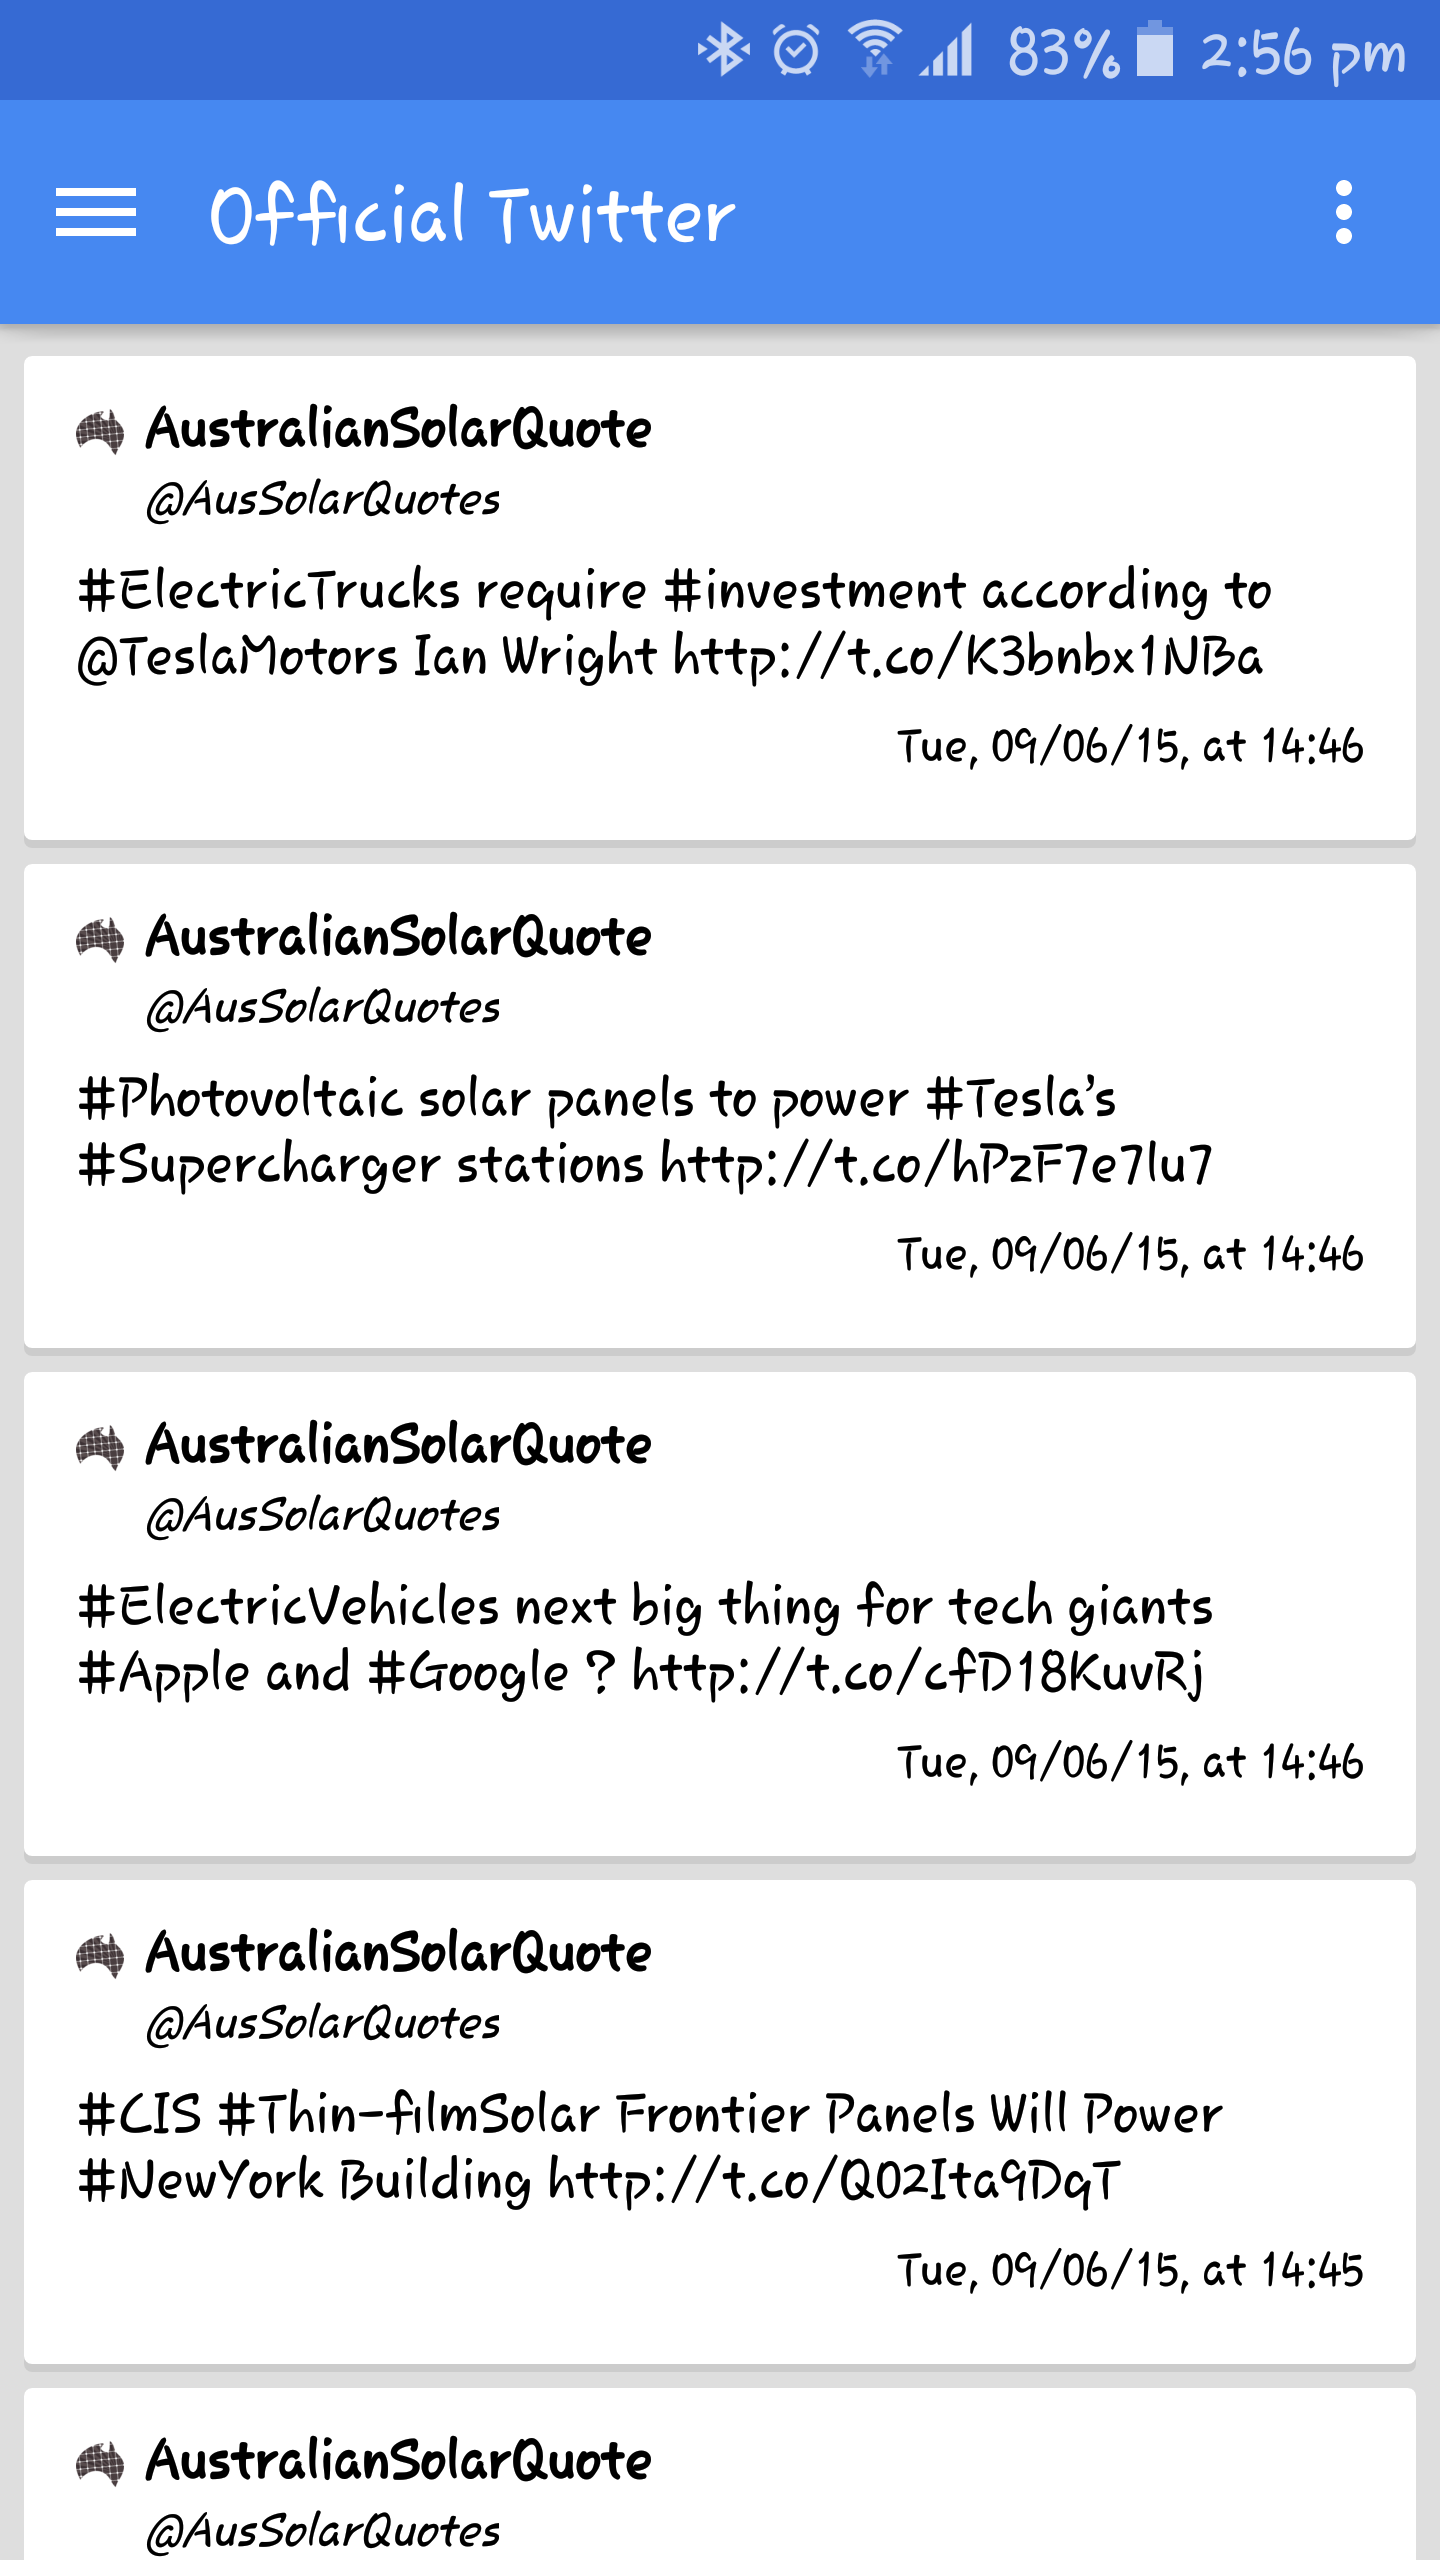 83% 2:56 pm
Official Twitter
AustralianSolarQuote
@AusSolarQuotes
#ElectricTrucks require #investment according to
@TeslaMotors Ian Wright http://t.co/K3bnbx1NBa
Tue, 09/06/15, at 14:46
AustralianSolarQuote
@AusSolarQuotes
#Photovoltaic solar panels to power #Tesla’s
#Supercharger stations http://t.co/hPzF7e7lu7
Tue, 09/06/15, at 14:46
AustralianSolarQuote
@AusSolarQuotes
#ElectricVehicles next big thing for tech giants
#Apple and #Google ? http://t.co/cfD18KuvRj
Tue, 09/06/15, at 14:46
AustralianSolarQuote
@AusSolarQuotes
#CIS #Thin-filmSolar Frontier Panels Will Power
#NewYork Building http://t.co/Q02Ita9DqT
Tue, 09/06/15, at 14:45
AustralianSolarQuote
@AusSolarQuotes